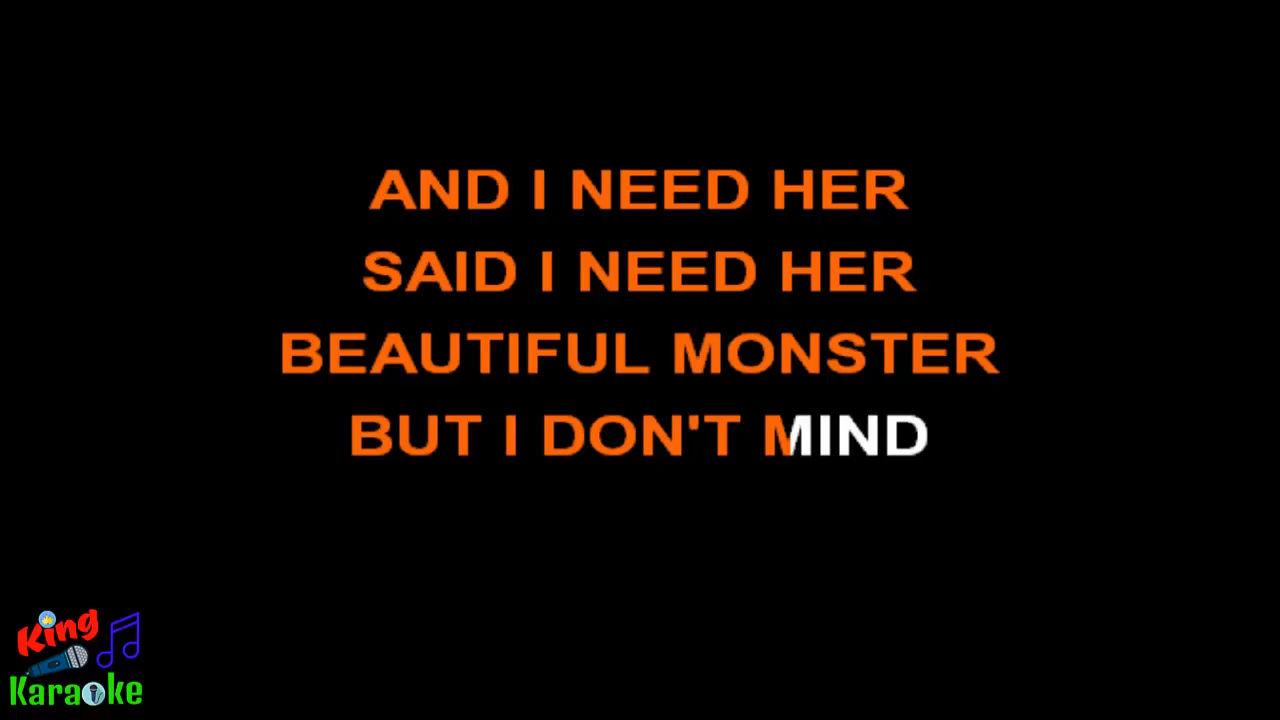 AND I NEED HER
SAID I NEED HER
BEAUTIFUL MONSTER
BUT I DON'T MIND
King
Karaoke